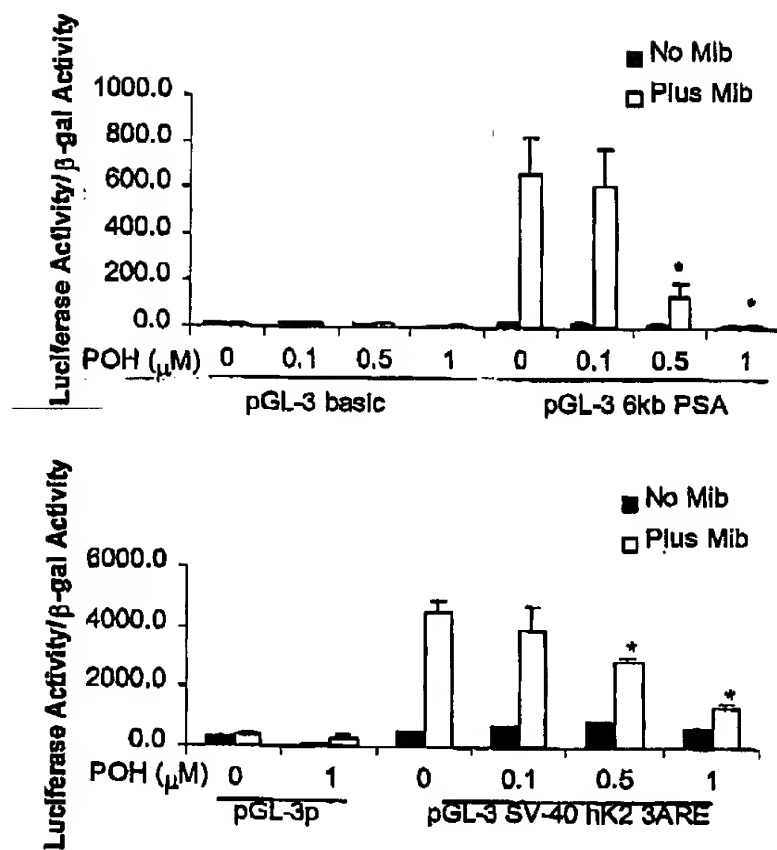 No Mib
Plus Mib
Luciferase Activity/β-gal Activity
1000.0
800.0
600.0
400.0
200.0
0.0
* *
POH (μM) 0 0.1 0.5 1 0 0.1 0.5 1
pGL-3 basic pGL-3 6kb PSA
No Mib
Plus Mib
Luciferase Activity/β-gal Activity
6000.0
4000.0
2000.0
0.0
* *
POH (μM) 0 1 0 0.1 0.5 1
pGL-3p pGL-3 SV-40 hK2 3ARE